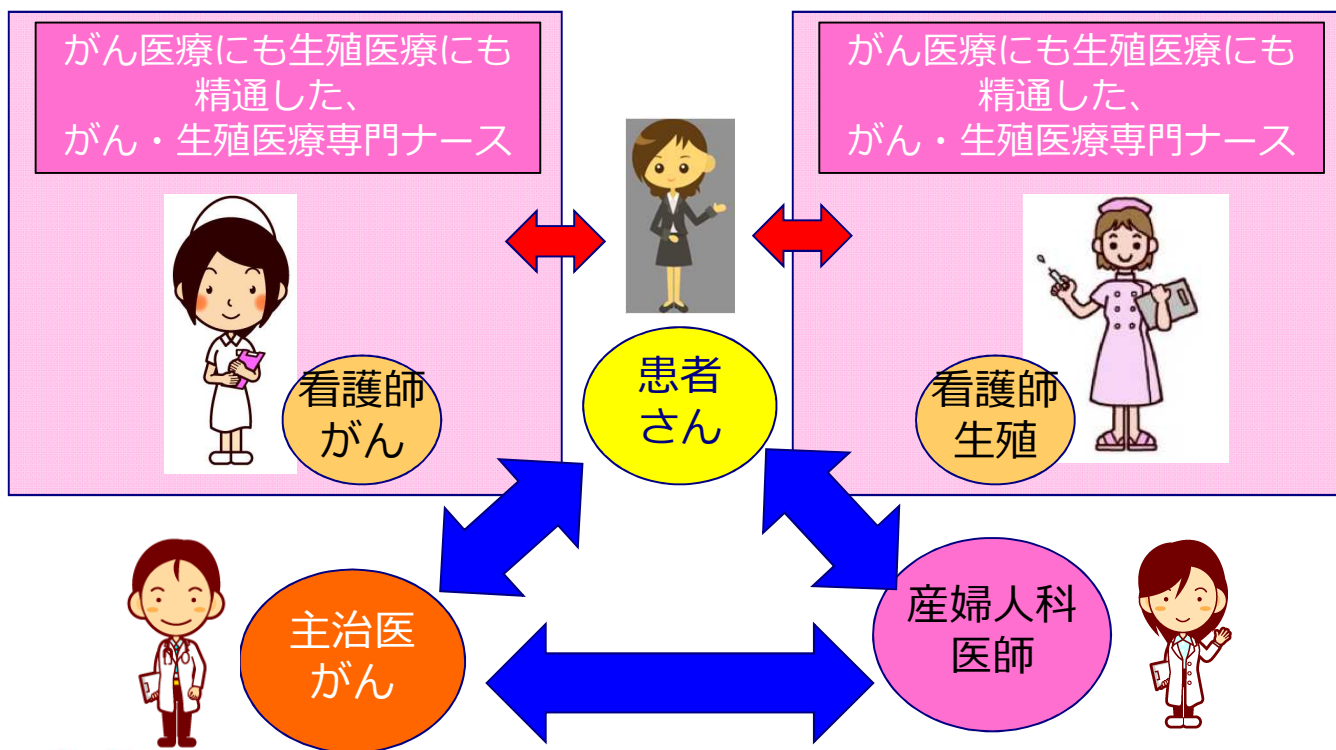 がん医療にも生殖医療にも
精通した、
がん・生殖医療専門ナース
がん医療にも生殖医療にも
精通した、
がん・生殖医療専門ナース
看護師
がん
患者
さん
看護師
生殖
主治医
がん
産婦人科
医師